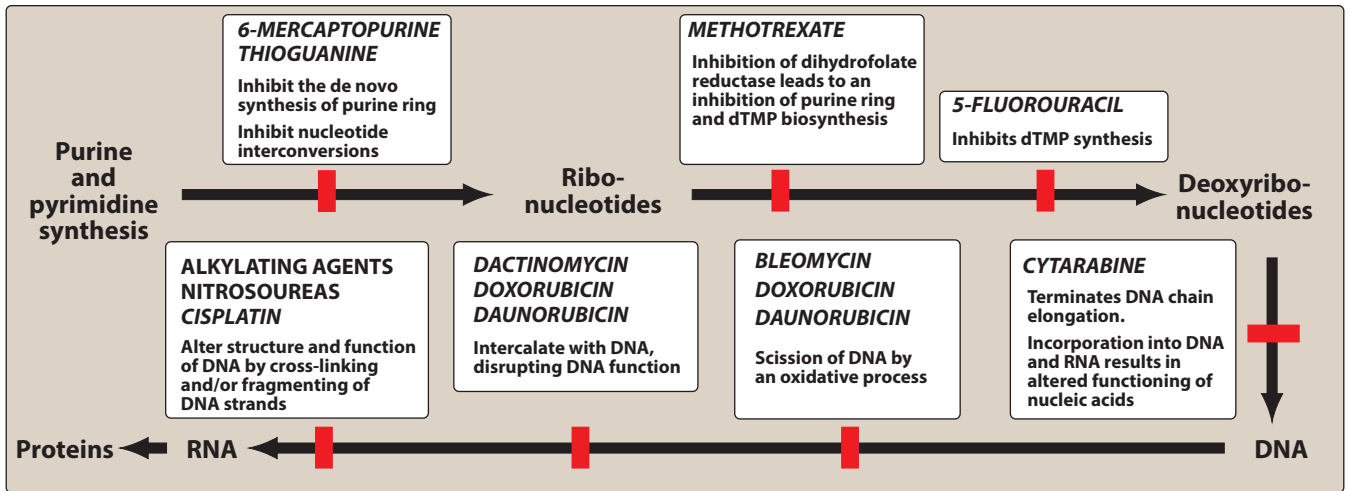 6-MERCAPTOPURINE
THIOGUANINE
Inhibit the de novo
synthesis of purine ring
Inhibit nucleotide
interconversions
METHOTREXATE
Inhibition of dihydrofolate
reductase leads to an
inhibition of purine ring
and dTMP biosynthesis
5-FLUOROURACIL
Inhibits dTMP synthesis
Purine
and
pyrimidine
synthesis
Ribo-
nucleotides
Deoxyribo-
nucleotides
ALKYLATING AGENTS
NITROSOUREAS
CISPLATIN
Alter structure and function
of DNA by cross-linking
and/or fragmenting of
DNA strands
DACTINOMYCIN
DOXORUBICIN
DAUNORUBICIN
Intercalate with DNA,
disrupting DNA function
BLEOMYCIN
DOXORUBICIN
DAUNORUBICIN
Scission of DNA by
an oxidative process
CYTARABINE
Terminates DNA chain
elongation.
Incorporation into DNA
and RNA results in
altered functioning of
nucleic acids
Proteins
RNA
DNA